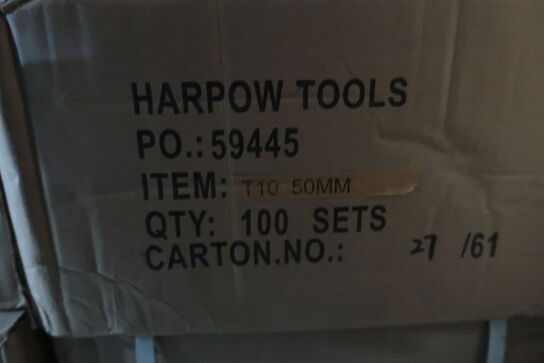 HARPOW TOOLS
PO.: 59445
ITEM: T10 50MM
QTY: 100 SETS
CARTON.NO.: 27 /61